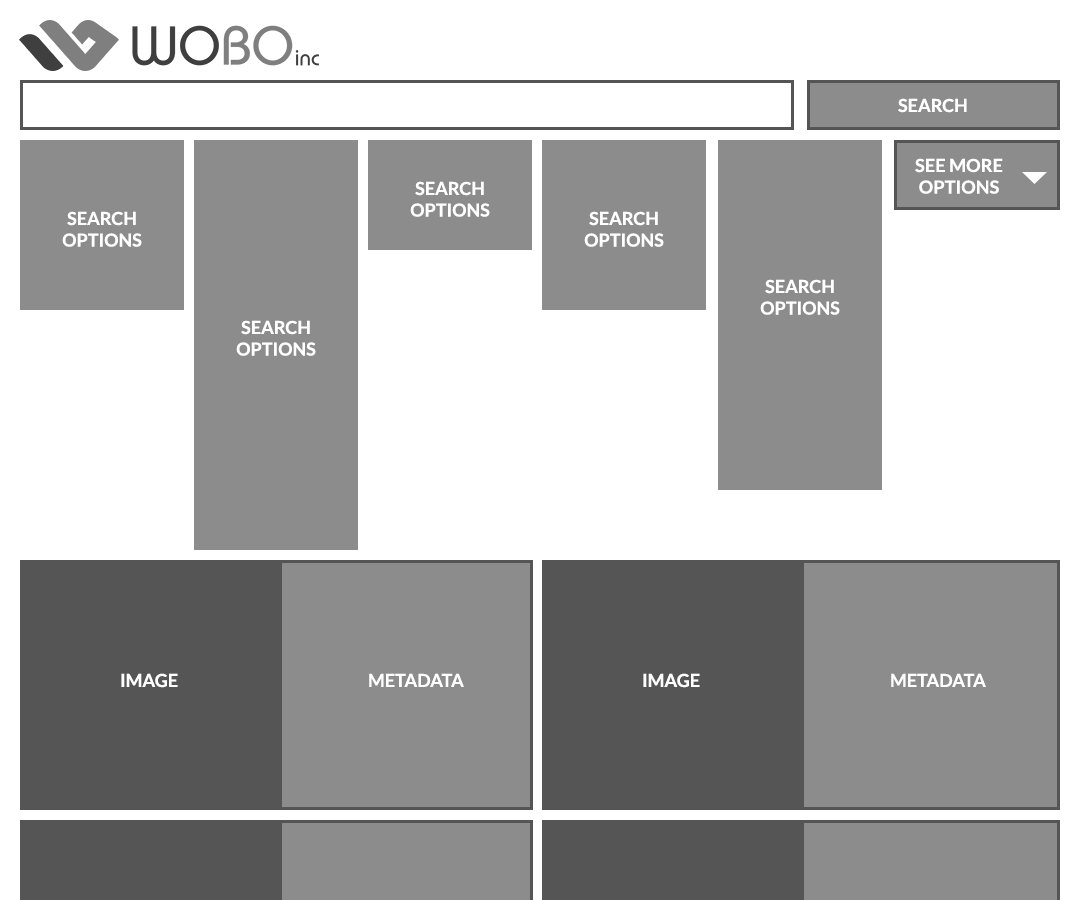 WOBO inc
SEARCH
SEARCH
OPTIONS
SEARCH
OPTIONS
SEARCH
OPTIONS
SEARCH
OPTIONS
SEARCH
OPTIONS
SEE MORE
OPTIONS
IMAGE
METADATA
IMAGE
METADATA